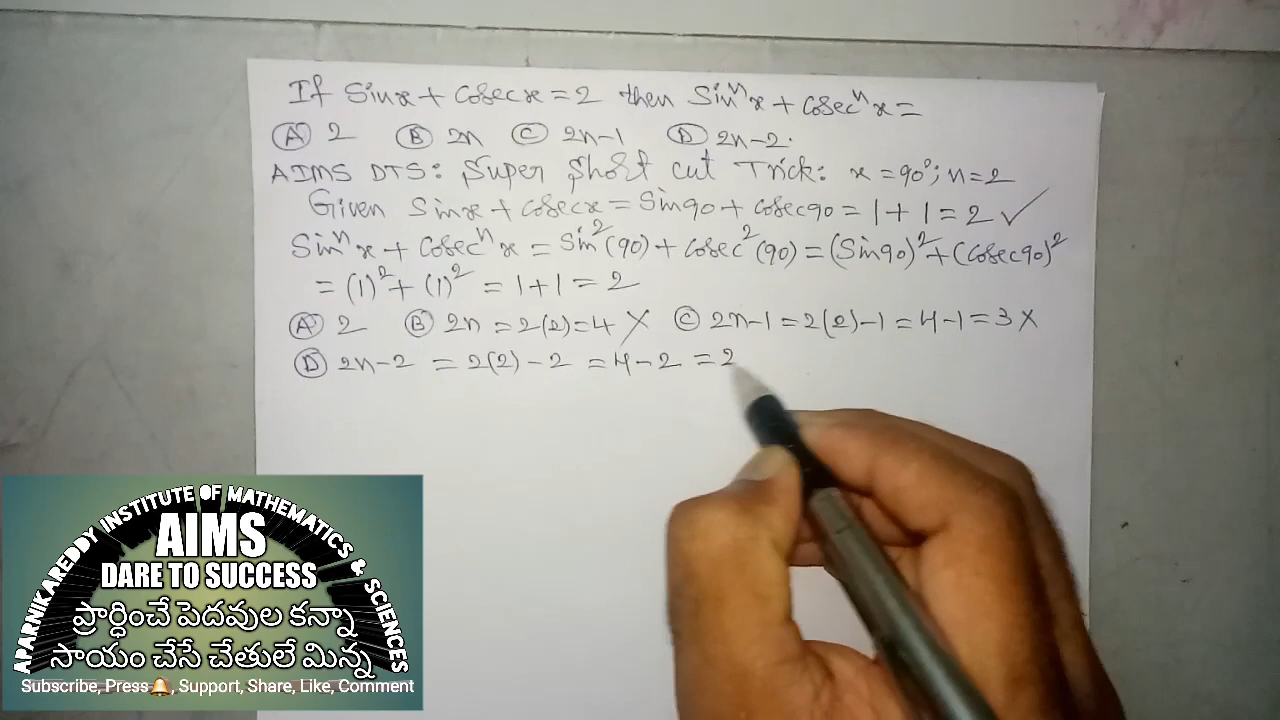 If Sinx + Cosecx = 2 then Sinⁿx + Cosecⁿx =
Ⓐ 2 Ⓑ 2n Ⓒ 2n-1 Ⓓ 2n-2.
AIMS DTS: Super Short cut Trick: x = 90°; n = 2
Given Sinx + Cosecx = Sin90 + Cosec90 = 1 + 1 = 2 ✓
Sinⁿx + Cosecⁿx = Sin²(90) + Cosec²(90) = (Sin90)² + (Cosec90)²
= (1)² + (1)² = 1 + 1 = 2
Ⓐ 2 Ⓑ 2n = 2(2) = 4 X Ⓒ 2n-1 = 2(2)-1 = 4-1 = 3 X
Ⓓ 2n-2 = 2(2)-2 = 4-2 = 2
APARNIKAREDDY INSTITUTE OF MATHEMATICS & SCIENCES
AIMS
DARE TO SUCCESS
ప్రార్ధించే పెదవుల కన్నా
సాయం చేసే చేతులే మిన్న
Subscribe, Press🔔, Support, Share, Like, Comment